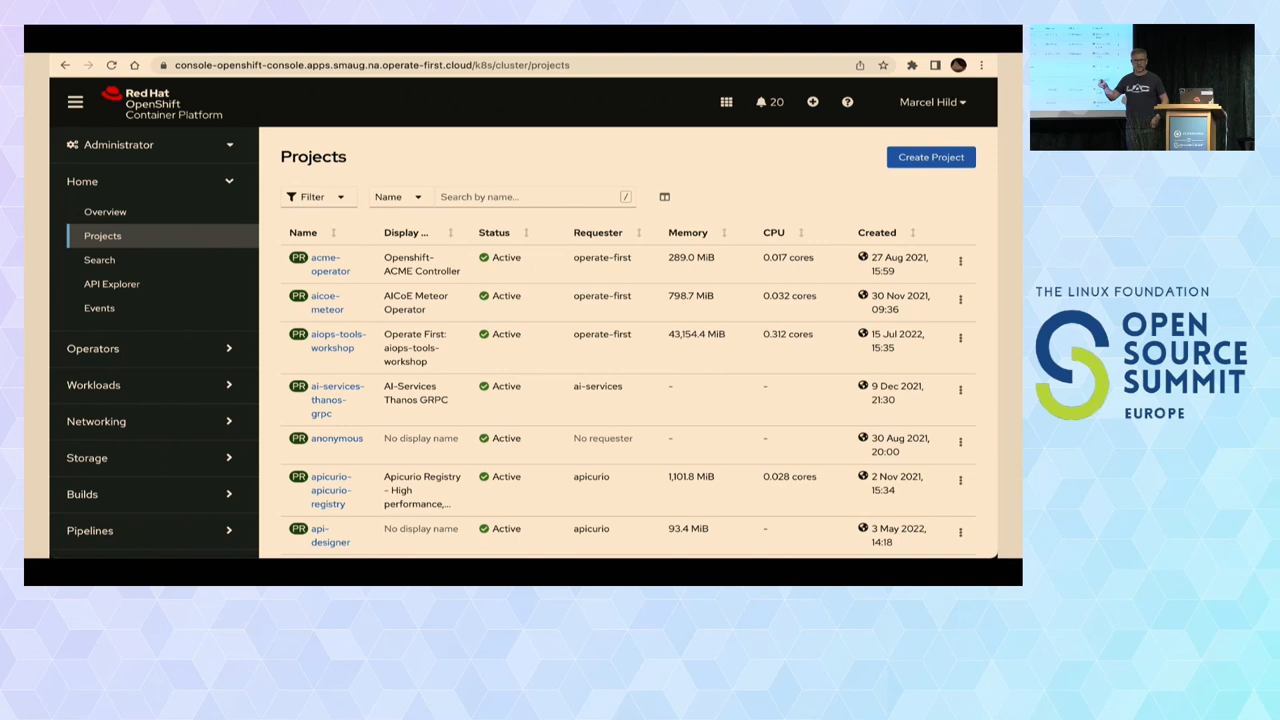 console-openshift-console.apps.smaug.na.operate-first.cloud/k8s/cluster/projects
Red Hat
OpenShift
Container Platform
20
Marcel Hild
Administrator
Home
Overview
Projects
Search
API Explorer
Events
Operators
Workloads
Networking
Storage
Builds
Pipelines
Projects
Create Project
Filter
Name
Search by name...
/
Name Display ... Status Requester Memory CPU Created
PR acme-operator Openshift-ACME Controller Active operate-first 289.0 MiB 0.017 cores 27 Aug 2021, 15:59
PR aicoe-meteor AICoE Meteor Operator Active operate-first 798.7 MiB 0.032 cores 30 Nov 2021, 09:36
PR aiops-tools-workshop Operate First: aiops-tools-workshop Active operate-first 43,154.4 MiB 0.312 cores 15 Jul 2022, 15:35
PR ai-services-thanos-grpc AI-Services Thanos GRPC Active ai-services - - 9 Dec 2021, 21:30
PR anonymous No display name Active No requester - - 30 Aug 2021, 20:00
PR apicurio-apicurio-registry Apicurio Registry - High performance,... Active apicurio 1,101.8 MiB 0.028 cores 2 Nov 2021, 15:34
PR api-designer No display name Active apicurio 93.4 MiB - 3 May 2022, 14:18
THE LINUX FOUNDATION
OPEN
SOURCE
SUMMIT
EUROPE